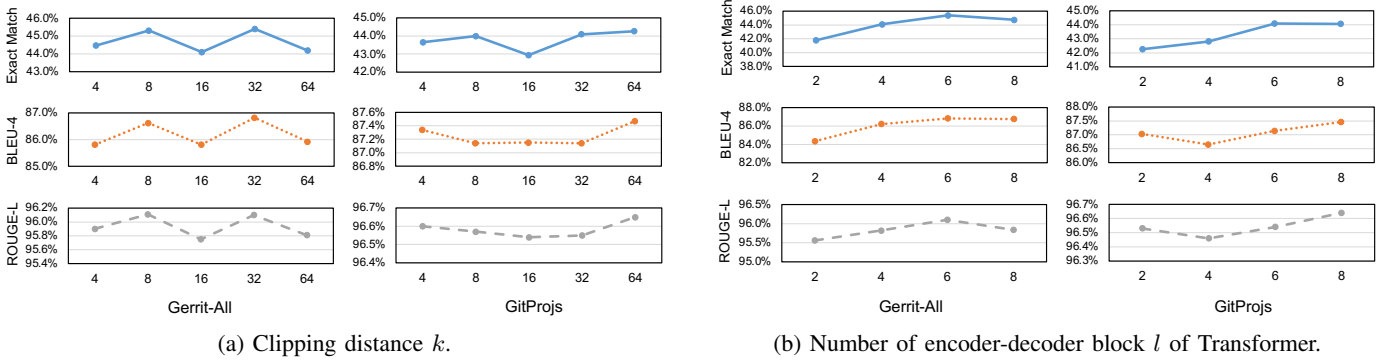 Exact Match
46.0%
45.0%
44.0%
43.0%
4 8 16 32 64
45.0%
44.0%
43.0%
42.0%
4 8 16 32 64
BLEU-4
87.0%
86.0%
85.0%
4 8 16 32 64
87.6%
87.4%
87.2%
87.0%
86.8%
4 8 16 32 64
ROUGE-L
96.2%
96.0%
95.8%
95.6%
95.4%
4 8 16 32 64
96.7%
96.6%
96.5%
96.4%
4 8 16 32 64
Gerrit-All GitProjs
(a) Clipping distance k.
Exact Match
46.0%
44.0%
42.0%
40.0%
38.0%
2 4 6 8
45.0%
44.0%
43.0%
42.0%
41.0%
2 4 6 8
BLEU-4
88.0%
86.0%
84.0%
82.0%
2 4 6 8
88.0%
87.5%
87.0%
86.5%
86.0%
2 4 6 8
ROUGE-L
96.5%
96.0%
95.5%
95.0%
2 4 6 8
96.7%
96.6%
96.5%
96.4%
96.3%
2 4 6 8
Gerrit-All GitProjs
(b) Number of encoder-decoder block l of Transformer.